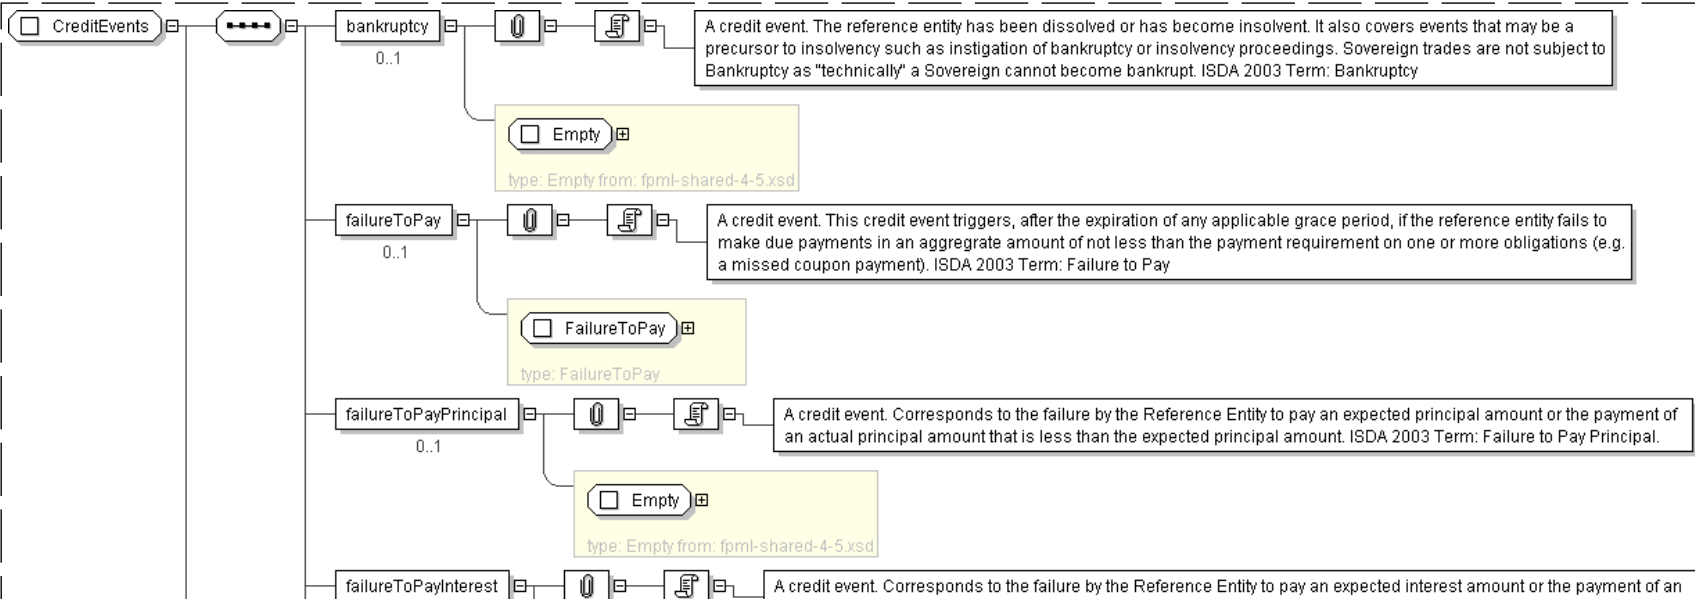 CreditEvents
bankruptcy
0..1
A credit event. The reference entity has been dissolved or has become insolvent. It also covers events that may be a
precursor to insolvency such as instigation of bankruptcy or insolvency proceedings. Sovereign trades are not subject to
Bankruptcy as "technically" a Sovereign cannot become bankrupt. ISDA 2003 Term: Bankruptcy
Empty
type: Empty from: fpml-shared-4-5.xsd
failureToPay
0..1
A credit event. This credit event triggers, after the expiration of any applicable grace period, if the reference entity fails to
make due payments in an aggregrate amount of not less than the payment requirement on one or more obligations (e.g.
a missed coupon payment). ISDA 2003 Term: Failure to Pay
FailureToPay
type: FailureToPay
failureToPayPrincipal
0..1
A credit event. Corresponds to the failure by the Reference Entity to pay an expected principal amount or the payment of
an actual principal amount that is less than the expected principal amount. ISDA 2003 Term: Failure to Pay Principal.
Empty
type: Empty from: fpml-shared-4-5.xsd
failureToPayInterest
A credit event. Corresponds to the failure by the Reference Entity to pay an expected interest amount or the payment of an